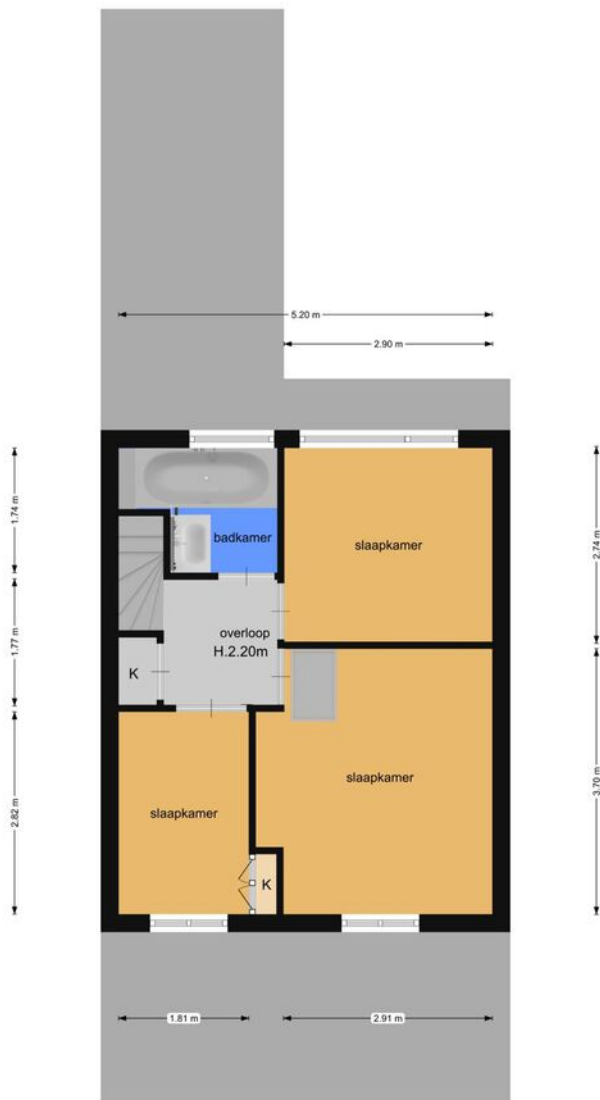 5.20 m
2.90 m
1.74 m
2.74 m
badkamer
slaapkamer
1.77 m
overloop
H.2.20m
K
3.70 m
slaapkamer
2.82 m
slaapkamer
K
1.81 m
2.91 m